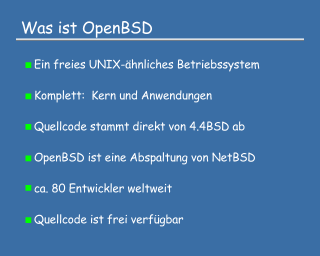 Was ist OpenBSD
Ein freies UNIX-ähnliches Betriebssystem
Komplett: Kern und Anwendungen
Quellcode stammt direkt von 4.4BSD ab
OpenBSD ist eine Abspaltung von NetBSD
ca. 80 Entwickler weltweit
Quellcode ist frei verfügbar